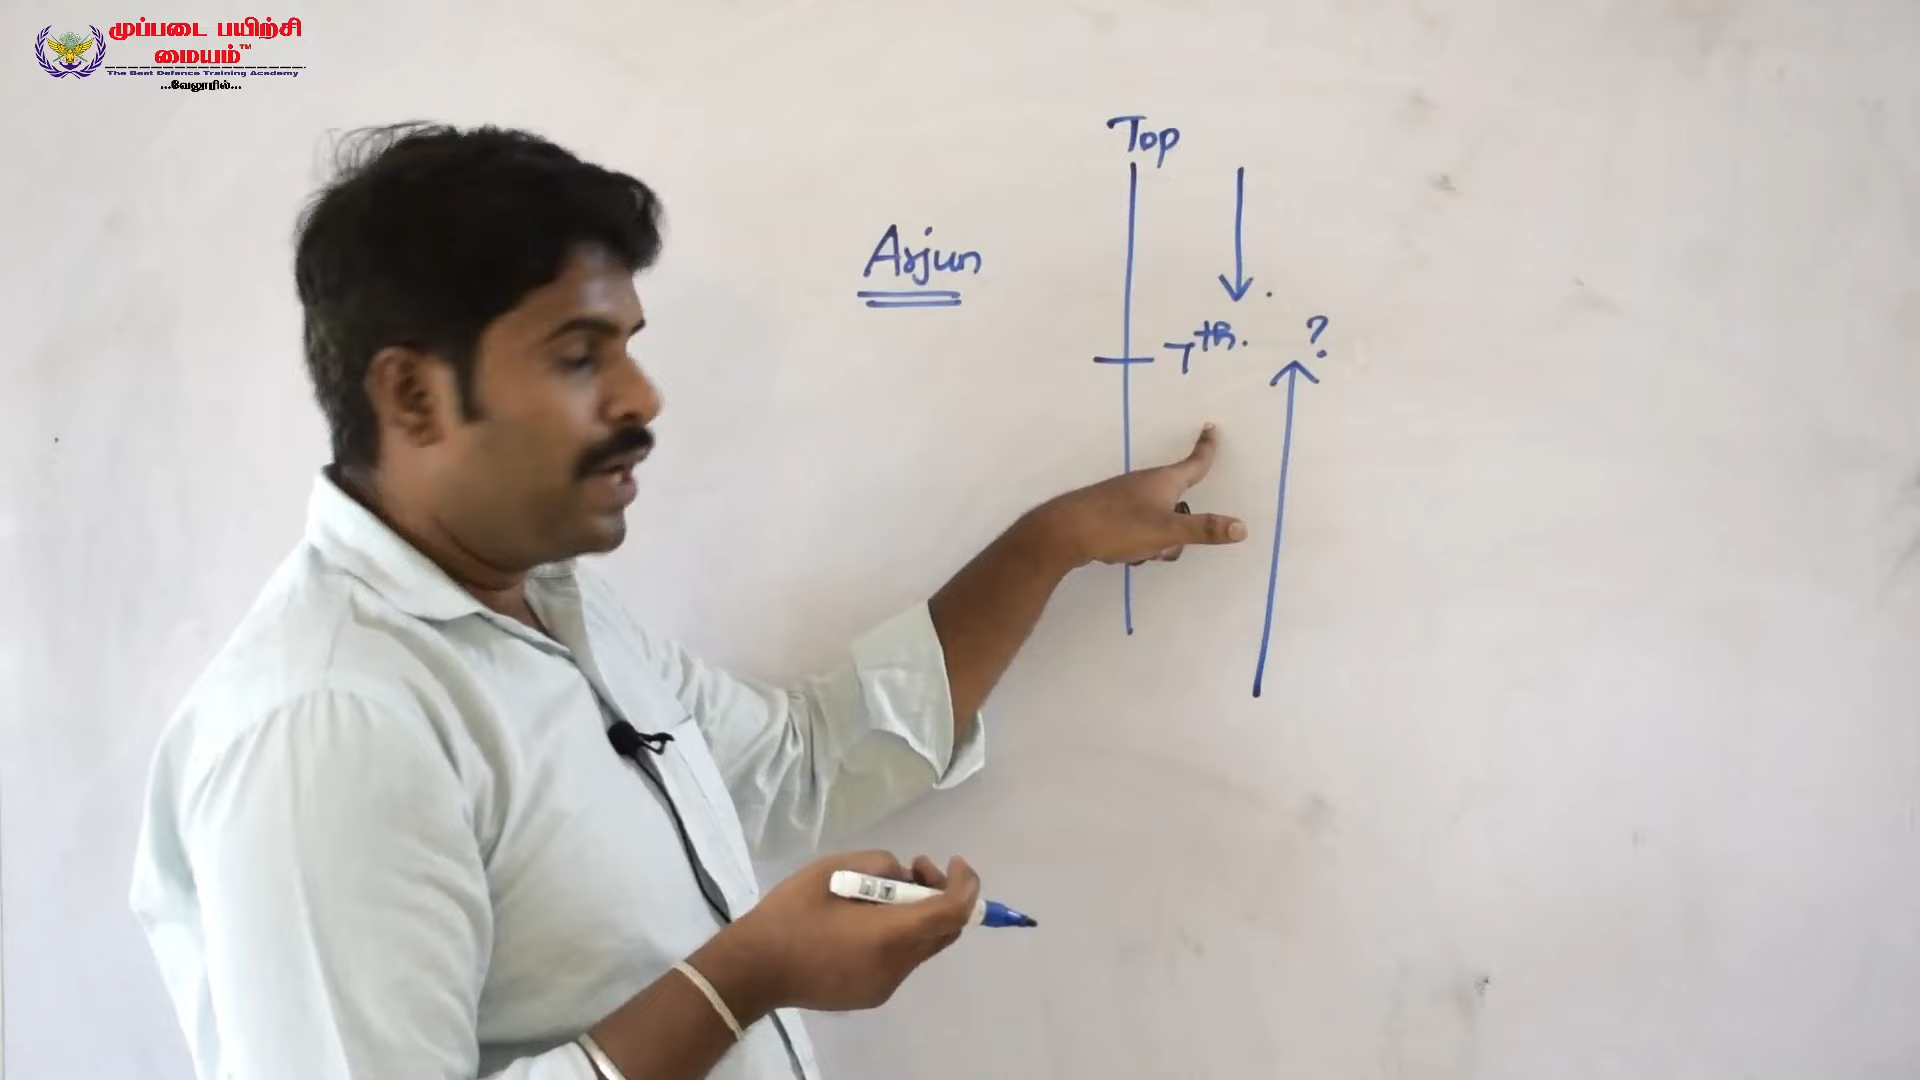 முப்படை பயிற்சி
மையம்™
The Best Defence Training Academy
...வேலூரில்...
Top
Arjun
7th. ?